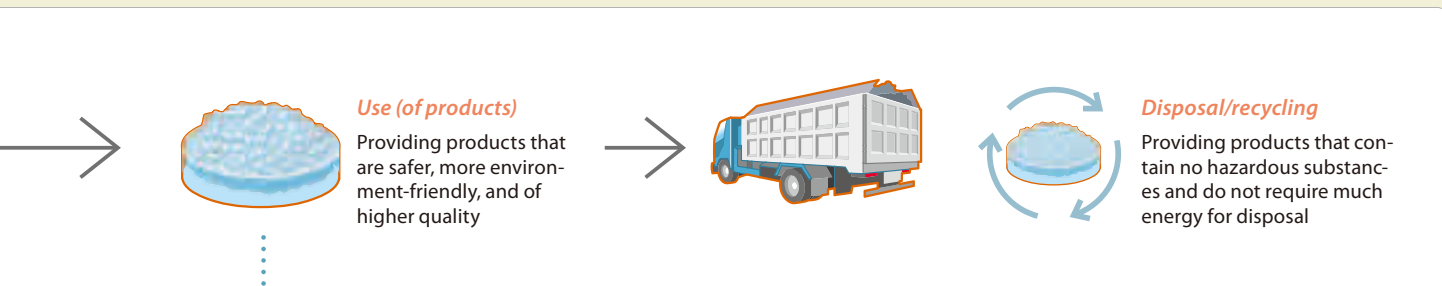 Use (of products)
Providing products that
are safer, more environ-
ment-friendly, and of
higher quality
Disposal/recycling
Providing products that con-
tain no hazardous substanc-
es and do not require much
energy for disposal